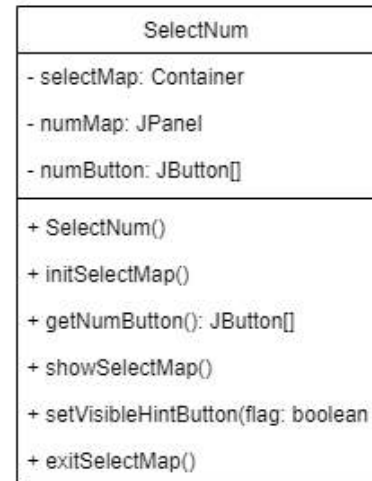 SelectNum
- selectMap: Container
- numMap: JPanel
- numButton: JButton[]
+ SelectNum()
+ initSelectMap()
+ getNumButton(): JButton[]
+ showSelectMap()
+ setVisibleHintButton(flag: boolean
+ exitSelectMap()